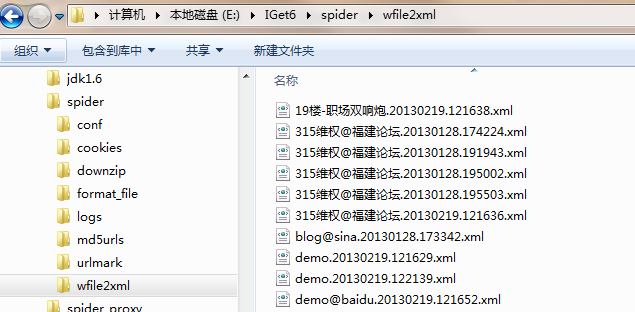 计算机 本地磁盘 (E:) IGet6 spider wfile2xml
组织 包含到库中 共享 新建文件夹
jdk1.6
spider
conf
cookies
downzip
format_file
logs
md5urls
urlmark
wfile2xml
spider_proxy
名称
19楼-职场双响炮.20130219.121638.xml
315维权@福建论坛.20130128.174224.xml
315维权@福建论坛.20130128.191943.xml
315维权@福建论坛.20130128.195002.xml
315维权@福建论坛.20130128.195503.xml
315维权@福建论坛.20130219.121636.xml
blog@sina.20130128.173342.xml
demo.20130219.121629.xml
demo.20130219.122139.xml
demo@baidu.20130219.121652.xml